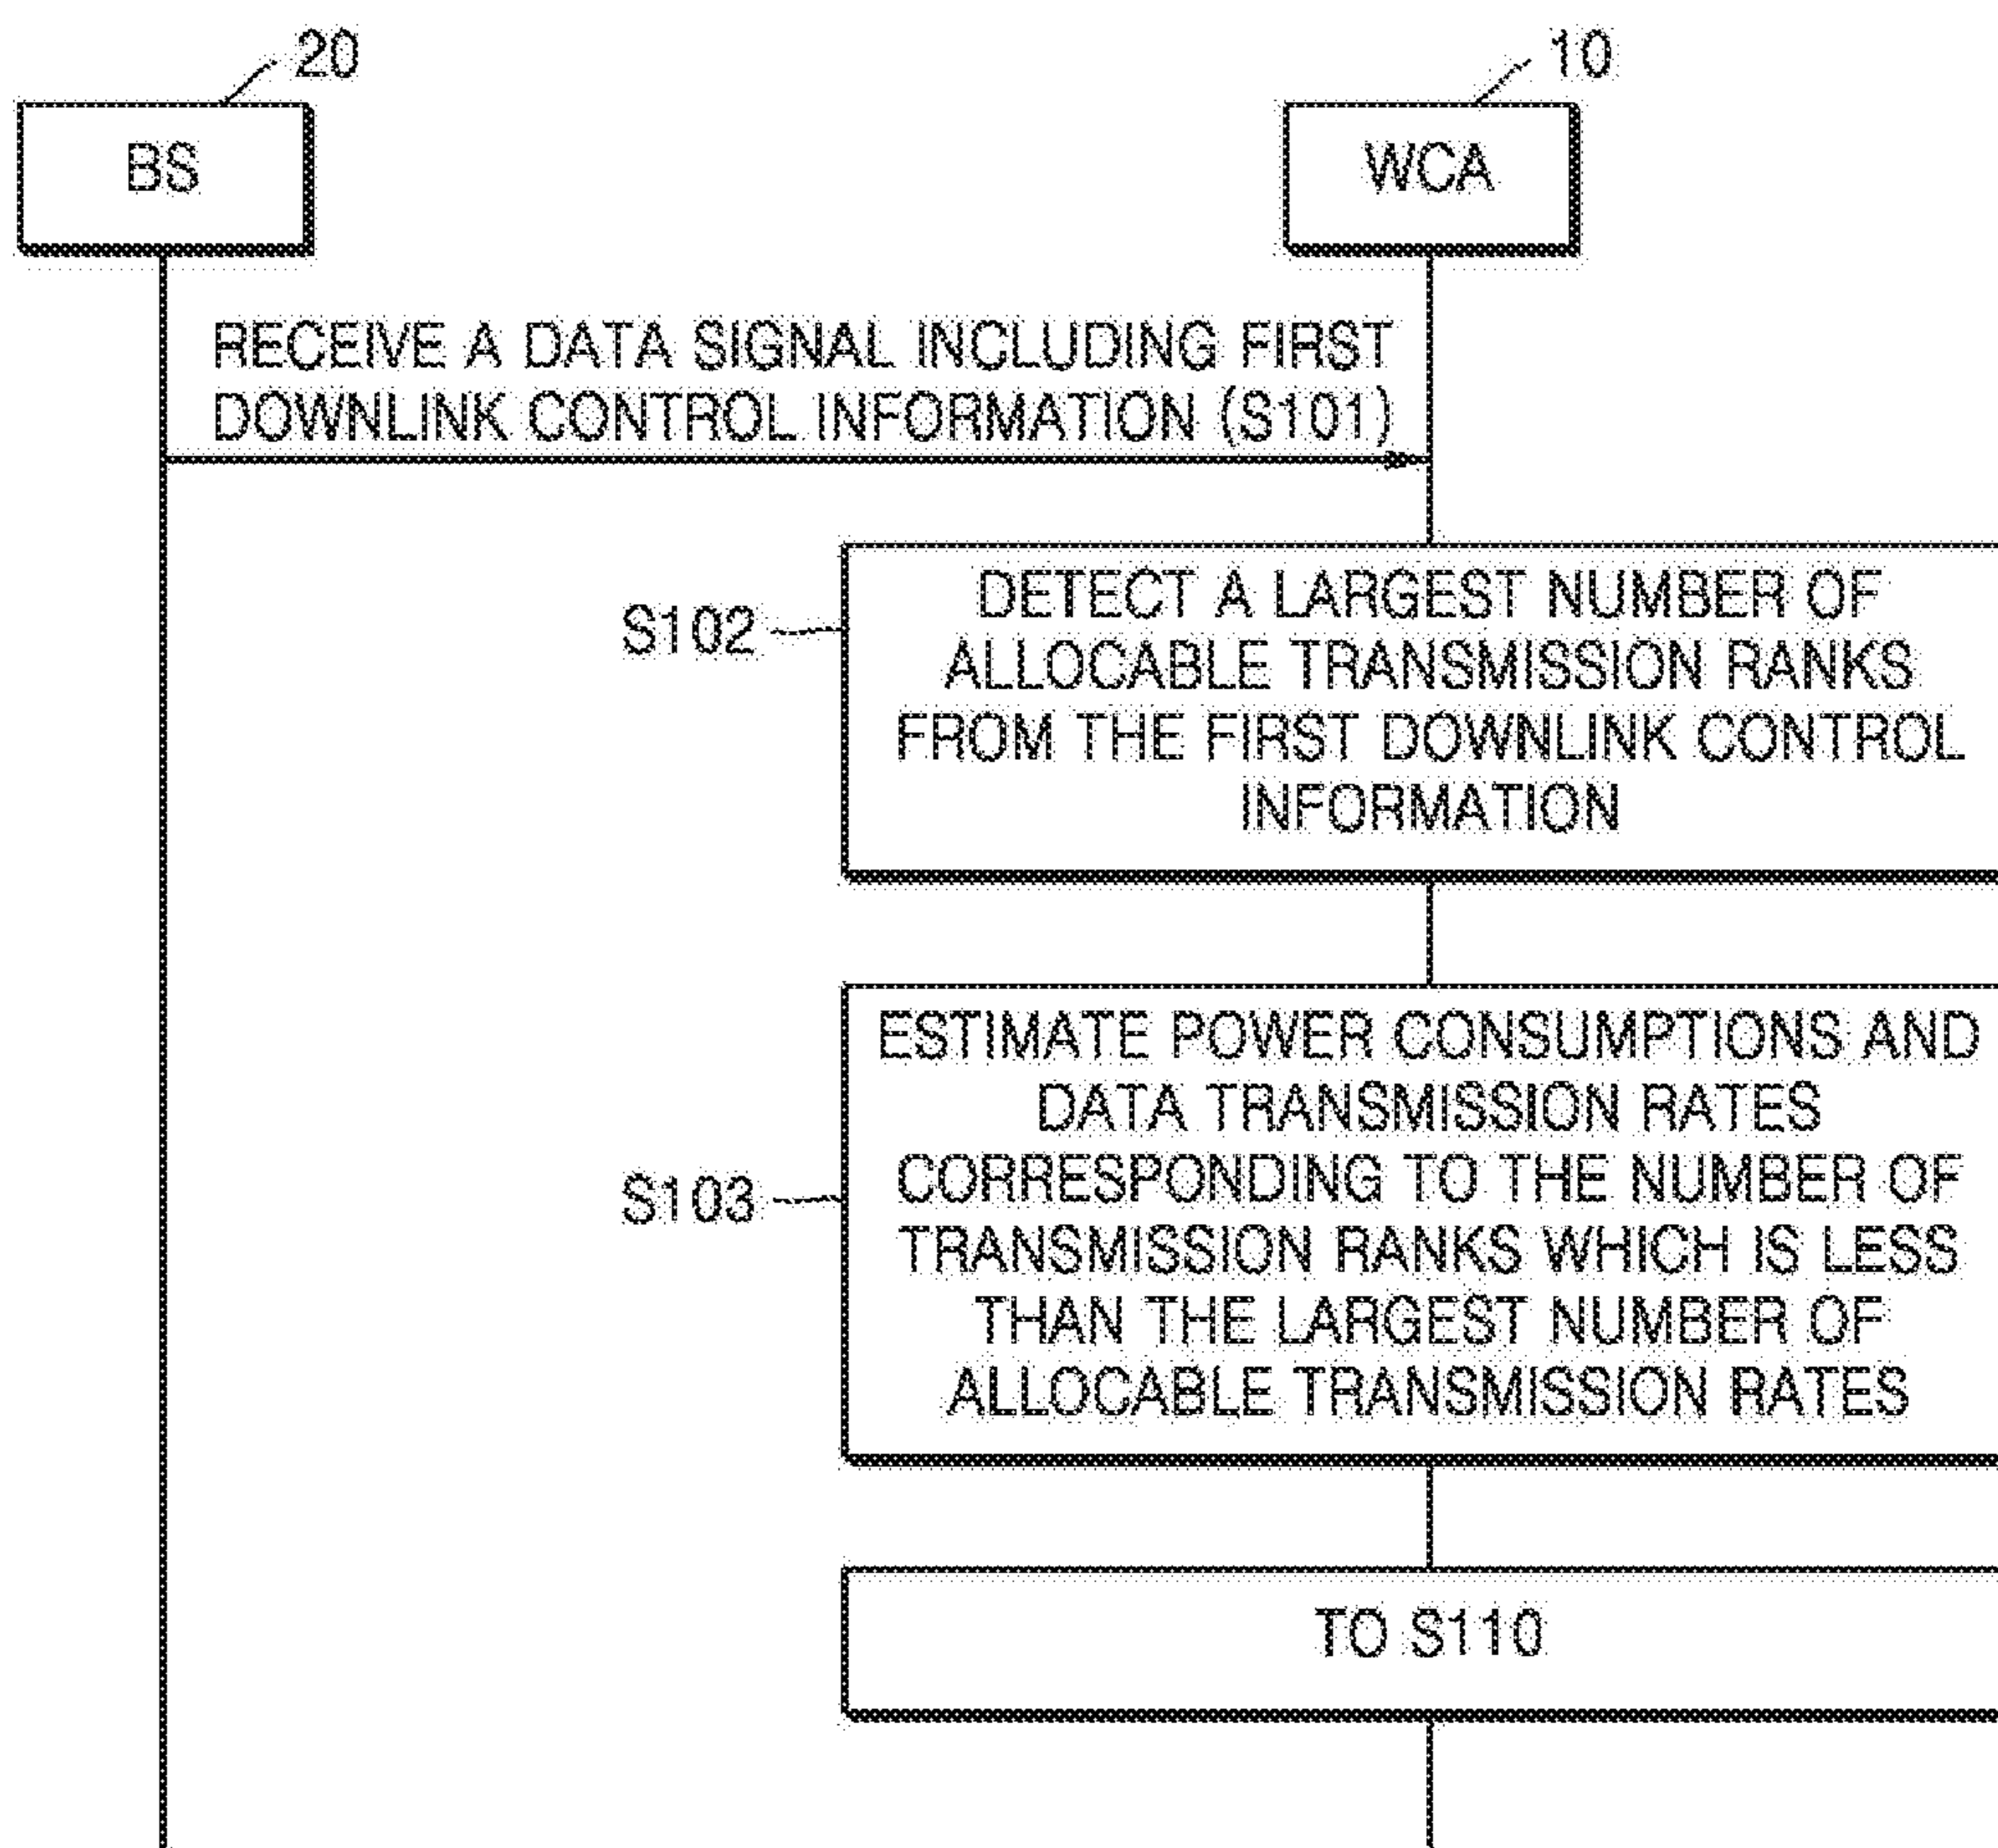 20
10
BS
WCA
RECEIVE A DATA SIGNAL INCLUDING FIRST
DOWNLINK CONTROL INFORMATION (S101)
S102
DETECT A LARGEST NUMBER OF
ALLOCABLE TRANSMISSION RANKS
FROM THE FIRST DOWNLINK CONTROL
INFORMATION
S103
ESTIMATE POWER CONSUMPTIONS AND
DATA TRANSMISSION RATES
CORRESPONDING TO THE NUMBER OF
TRANSMISSION RANKS WHICH IS LESS
THAN THE LARGEST NUMBER OF
ALLOCABLE TRANSMISSION RATES
TO S110